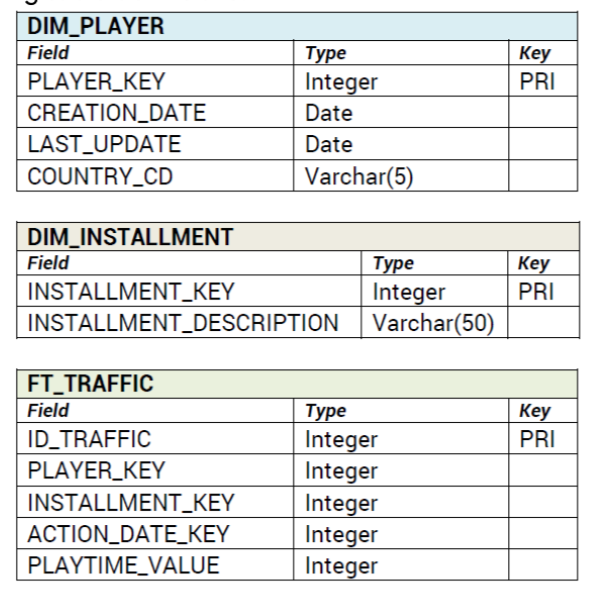 DIM_PLAYER
Field Type Key
PLAYER_KEY Integer PRI
CREATION_DATE Date
LAST_UPDATE Date
COUNTRY_CD Varchar(5)
DIM_INSTALLMENT
Field Type Key
INSTALLMENT_KEY Integer PRI
INSTALLMENT_DESCRIPTION Varchar(50)
FT_TRAFFIC
Field Type Key
ID_TRAFFIC Integer PRI
PLAYER_KEY Integer
INSTALLMENT_KEY Integer
ACTION_DATE_KEY Integer
PLAYTIME_VALUE Integer